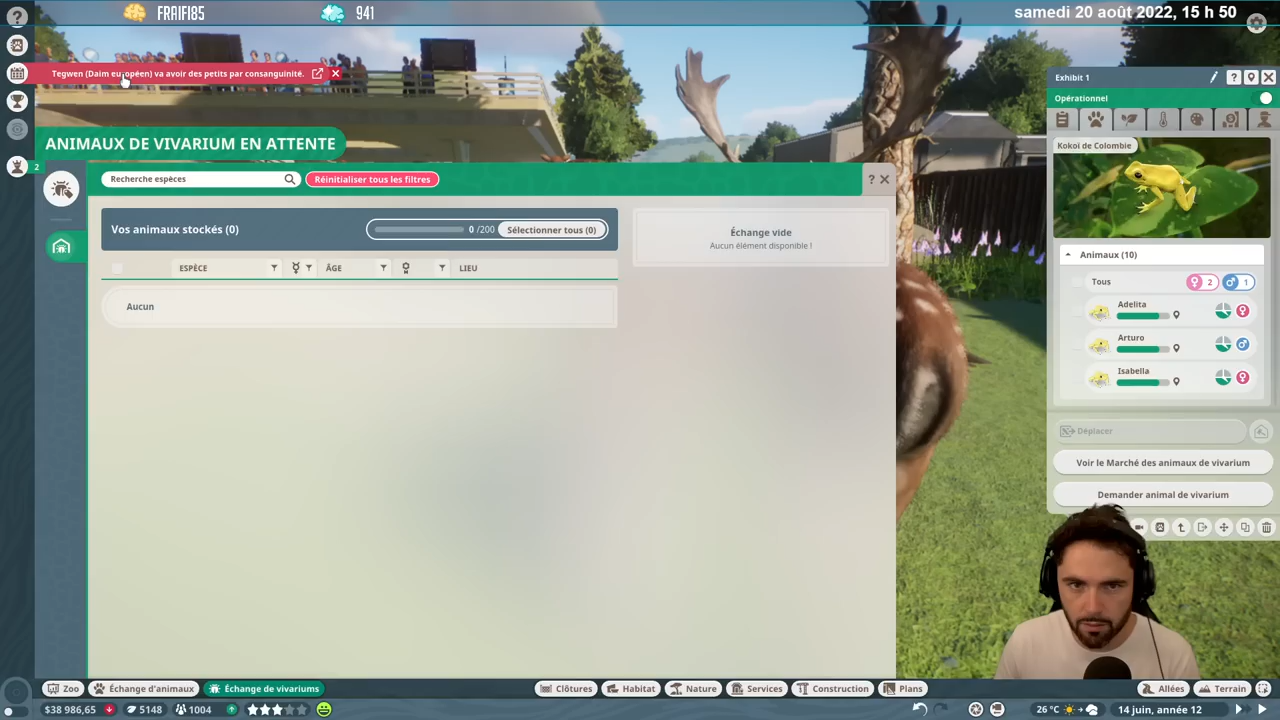 FRAIFI85
941
samedi 20 août 2022, 15 h 50
Tegwen (Daim européen) va avoir des petits par consanguinité.
Exhibit 1
Opérationnel
ANIMAUX DE VIVARIUM EN ATTENTE
2
Kokoï de Colombie
Recherche espèces
Réinitialiser tous les filtres
Vos animaux stockés (0)
0 /200
Sélectionner tous (0)
Échange vide
Aucun élément disponible !
ESPÈCE
ÂGE
LIEU
Aucun
Animaux (10)
Tous
2
1
Adelita
Arturo
Isabella
Déplacer
Voir le Marché des animaux de vivarium
Demander animal de vivarium
Zoo
Échange d'animaux
Échange de vivariums
Clôtures
Habitat
Nature
Services
Construction
Plans
Allées
Terrain
$38 986,65
5148
1004
26 °C
14 juin, année 12